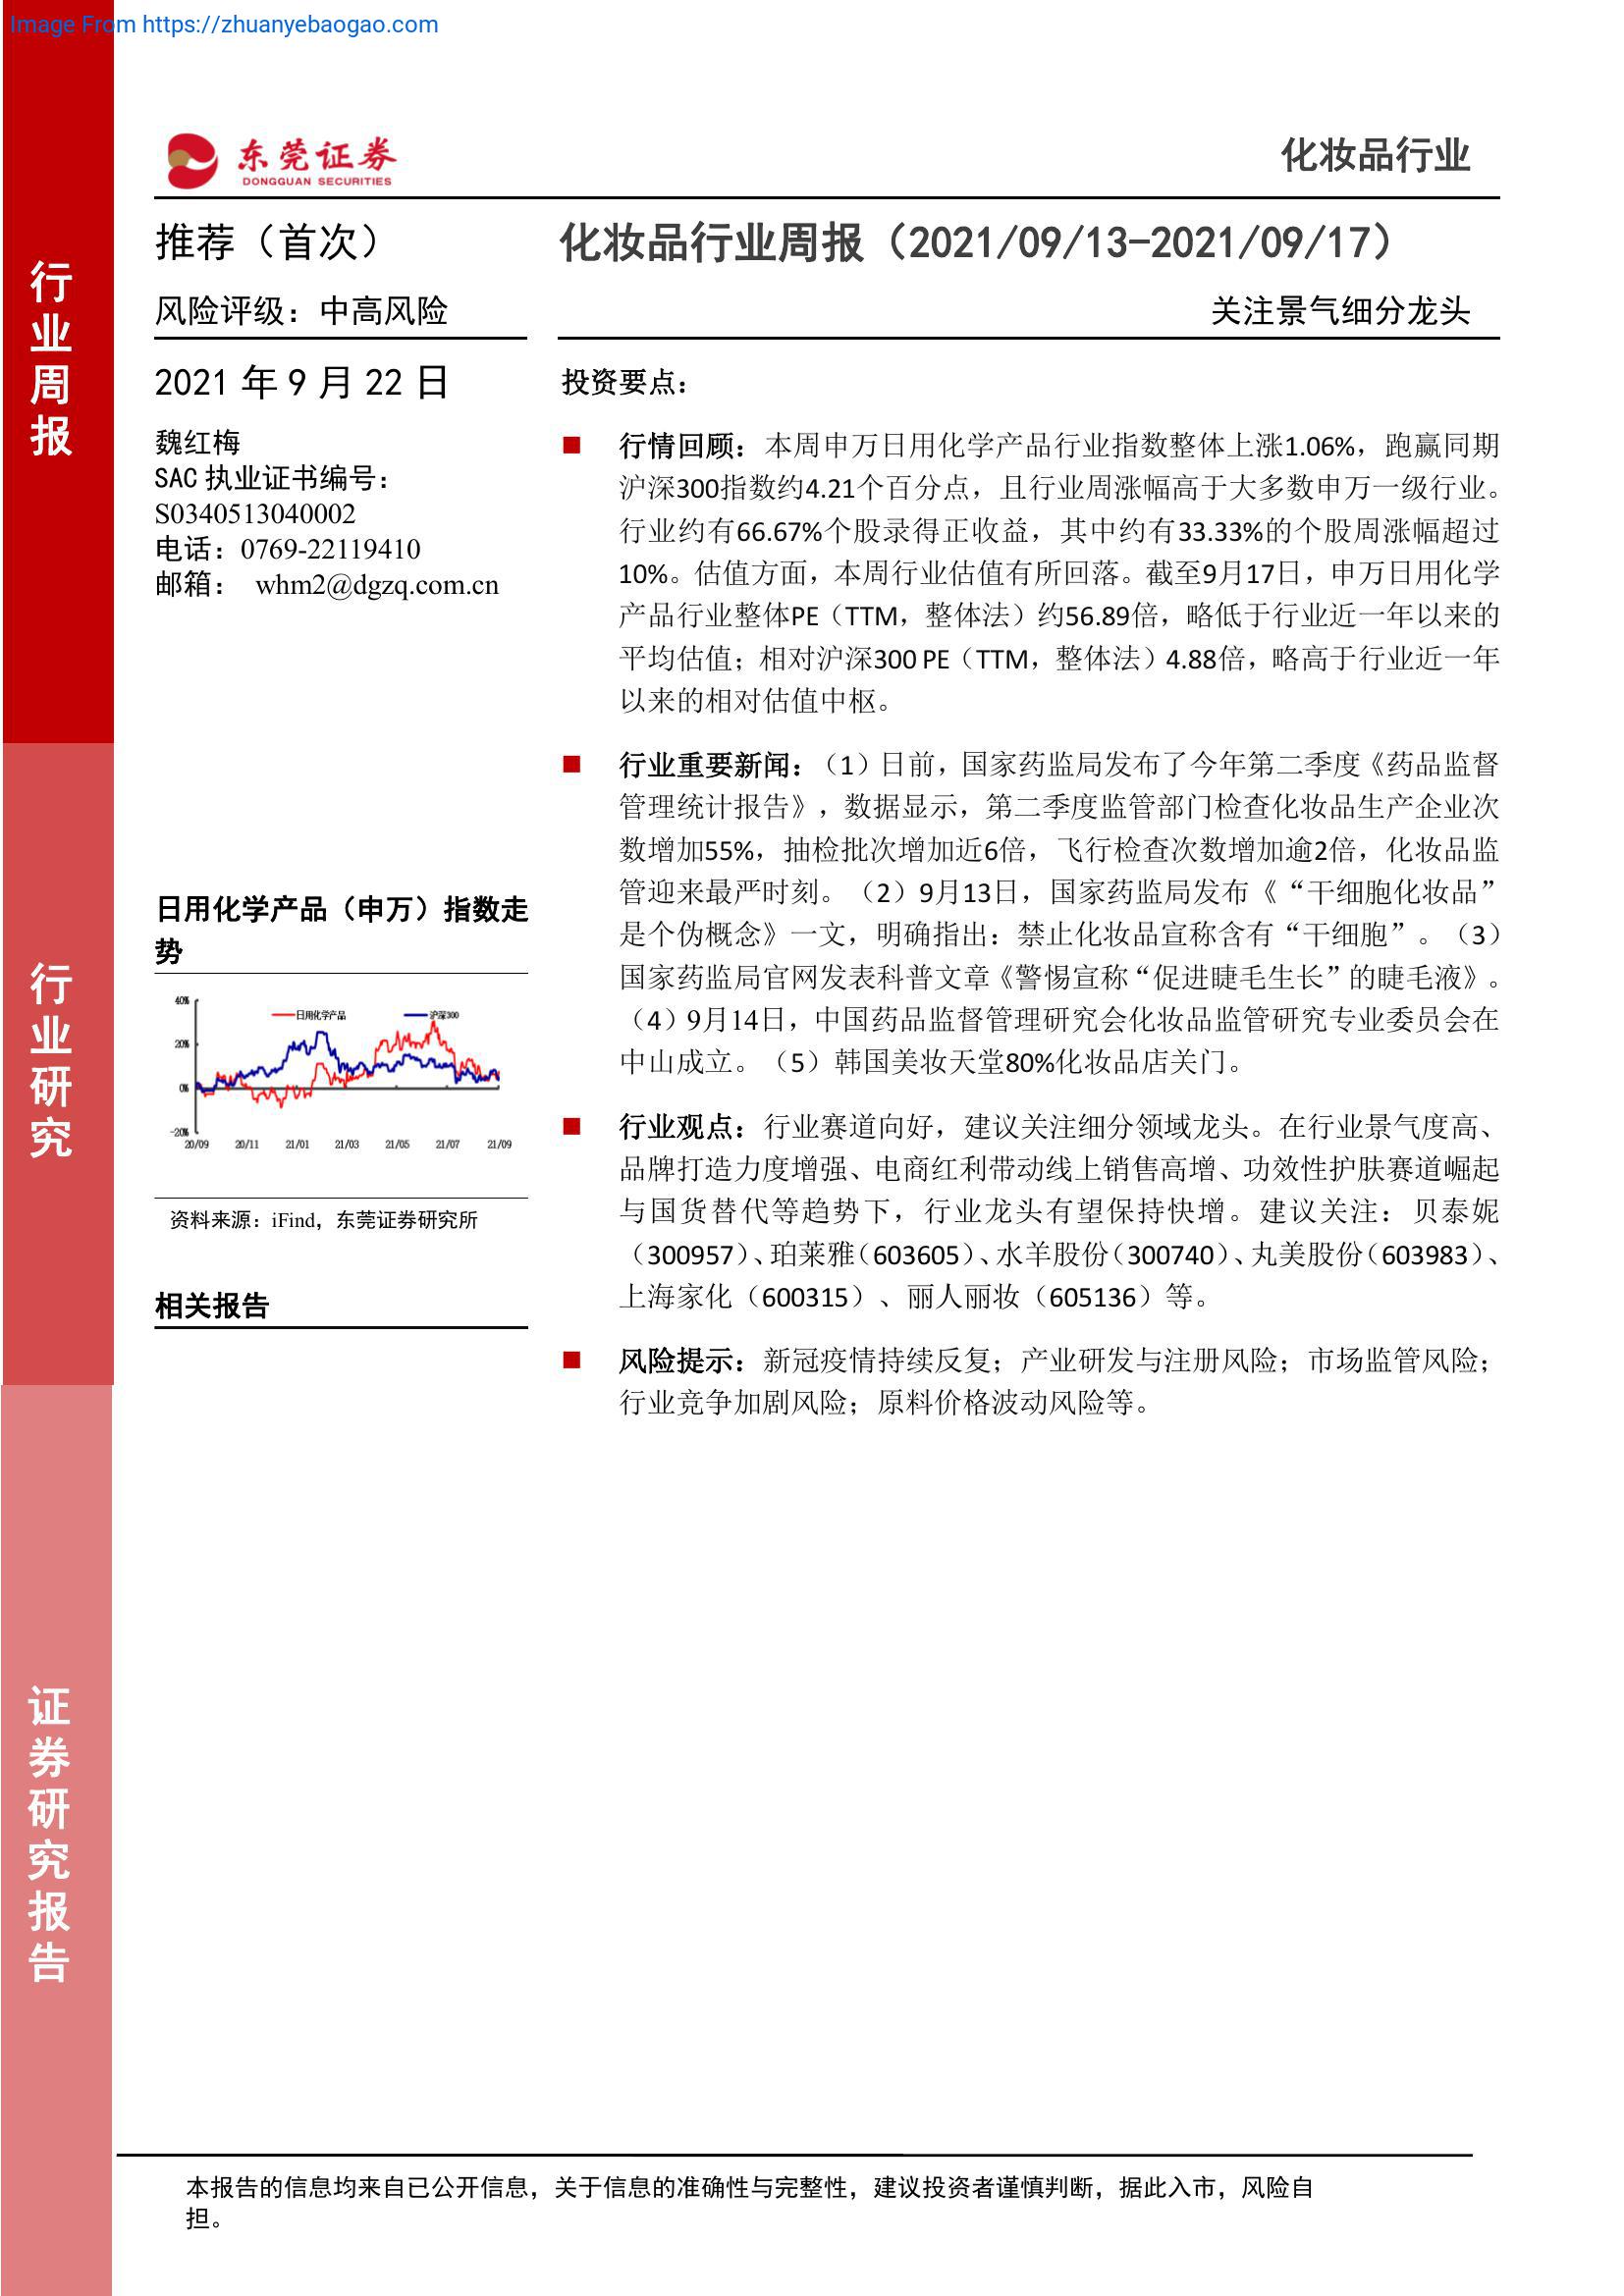 Image From https://zhuanyebaogao.com
东莞证券
DONGGUAN SECURITIES
化妆品行业
行业周报
行业研究
证券研究报告
推荐（首次）
风险评级：中高风险
2021 年 9 月 22 日
魏红梅
SAC 执业证书编号：
S0340513040002
电话：0769-22119410
邮箱： whm2@dgzq.com.cn
日用化学产品（申万）指数走
势
40%
20%
0%
-20%
日用化学产品
沪深300
20/09 20/11 21/01 21/03 21/05 21/07 21/09
资料来源：iFind，东莞证券研究所
相关报告
化妆品行业周报（2021/09/13-2021/09/17）
关注景气细分龙头
投资要点：
■ 行情回顾：本周申万日用化学产品行业指数整体上涨1.06%，跑赢同期
沪深300指数约4.21个百分点，且行业周涨幅高于大多数申万一级行业。
行业约有66.67%个股录得正收益，其中约有33.33%的个股周涨幅超过
10%。估值方面，本周行业估值有所回落。截至9月17日，申万日用化学
产品行业整体PE（TTM，整体法）约56.89倍，略低于行业近一年以来的
平均估值；相对沪深300 PE（TTM，整体法）4.88倍，略高于行业近一年
以来的相对估值中枢。
■ 行业重要新闻：（1）日前，国家药监局发布了今年第二季度《药品监督
管理统计报告》，数据显示，第二季度监管部门检查化妆品生产企业次
数增加55%，抽检批次增加近6倍，飞行检查次数增加逾2倍，化妆品监
管迎来最严时刻。（2）9月13日，国家药监局发布《“干细胞化妆品”
是个伪概念》一文，明确指出：禁止化妆品宣称含有“干细胞”。（3）
国家药监局官网发表科普文章《警惕宣称“促进睫毛生长”的睫毛液》。
（4）9月14日，中国药品监督管理研究会化妆品监管研究专业委员会在
中山成立。（5）韩国美妆天堂80%化妆品店关门。
■ 行业观点：行业赛道向好，建议关注细分领域龙头。在行业景气度高、
品牌打造力度增强、电商红利带动线上销售高增、功效性护肤赛道崛起
与国货替代等趋势下，行业龙头有望保持快增。建议关注：贝泰妮
（300957）、珀莱雅（603605）、水羊股份（300740）、丸美股份（603983）、
上海家化（600315）、丽人丽妆（605136）等。
■ 风险提示：新冠疫情持续反复；产业研发与注册风险；市场监管风险；
行业竞争加剧风险；原料价格波动风险等。
本报告的信息均来自已公开信息，关于信息的准确性与完整性，建议投资者谨慎判断，据此入市，风险自
担。